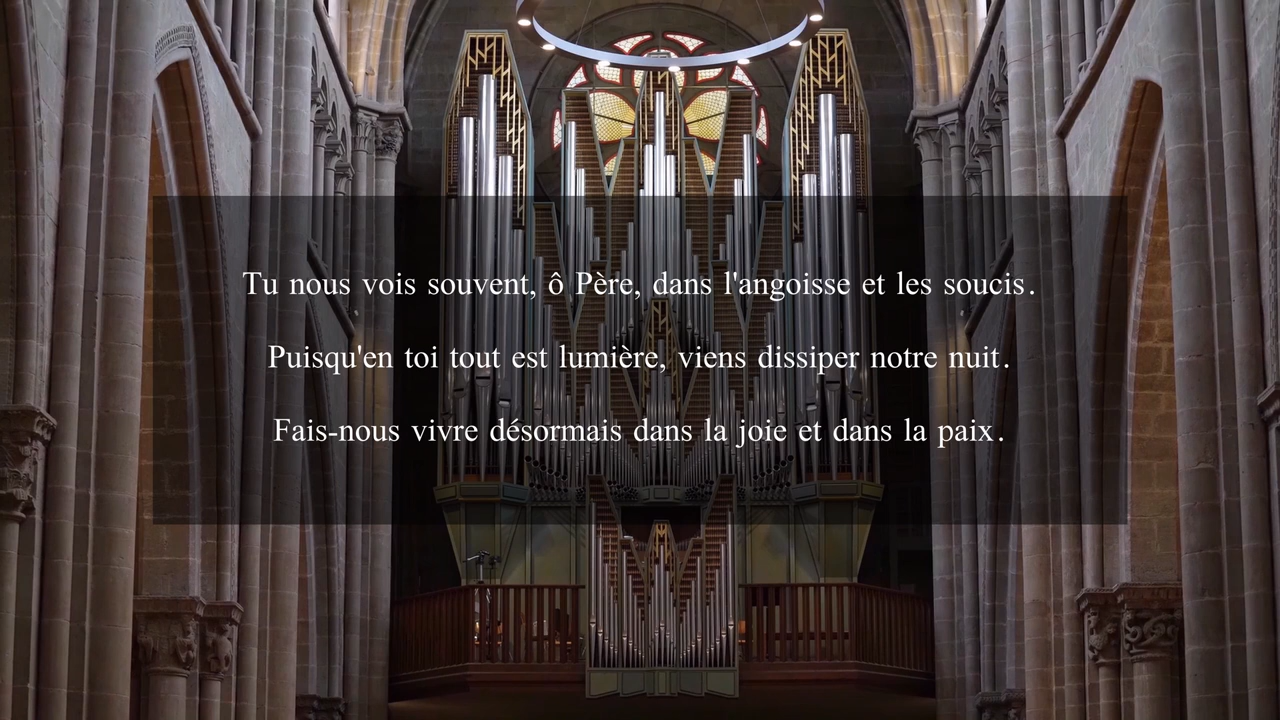 Tu nous vois souvent, ô Père, dans l'angoisse et les soucis.
Puisqu'en toi tout est lumière, viens dissiper notre nuit.
Fais-nous vivre désormais dans la joie et dans la paix.